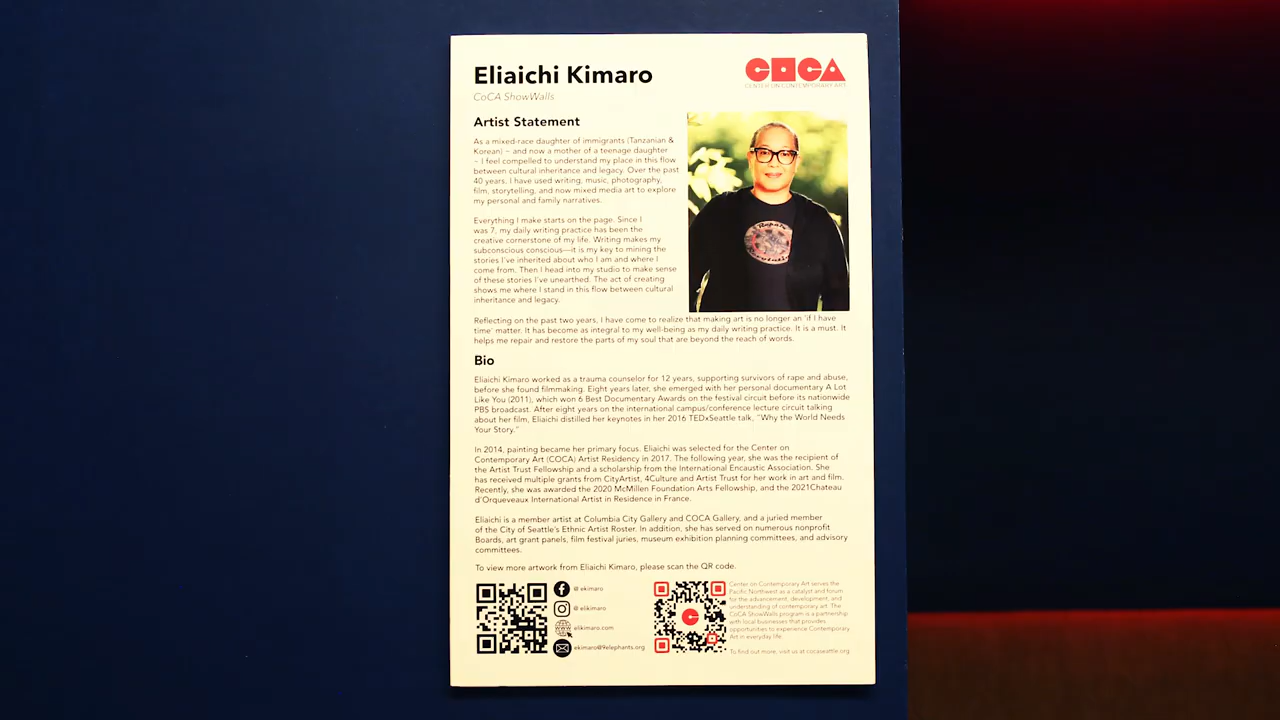 Eliaichi Kimaro
CoCA ShowWalls
COCA
CENTER ON CONTEMPORARY ART
Artist Statement
As a mixed-race daughter of immigrants (Tanzanian &
Korean) – and now a mother of a teenage daughter
– I feel compelled to understand my place in this flow
between cultural inheritance and legacy. Over the past
40 years, I have used writing, music, photography,
film, storytelling, and now mixed media art to explore
my personal and family narratives.
Everything I make starts on the page. Since I
was 7, my daily writing practice has been the
creative cornerstone of my life. Writing makes my
subconscious conscious—it is my key to mining the
stories I've inherited about who I am and where I
come from. Then I head into my studio to make sense
of these stories I've unearthed. The act of creating
shows me where I stand in this flow between cultural
inheritance and legacy.
Repair
Revolution
Reflecting on the past two years, I have come to realize that making art is no longer an 'if I have
time' matter. It has become as integral to my well-being as my daily writing practice. It is a must. It
helps me repair and restore the parts of my soul that are beyond the reach of words.
Bio
Eliaichi Kimaro worked as a trauma counselor for 12 years, supporting survivors of rape and abuse,
before she found filmmaking. Eight years later, she emerged with her personal documentary A Lot
Like You (2011), which won 6 Best Documentary Awards on the festival circuit before its nationwide
PBS broadcast. After eight years on the international campus/conference lecture circuit talking
about her film, Eliaichi distilled her keynotes in her 2016 TEDxSeattle talk, "Why the World Needs
Your Story."
In 2014, painting became her primary focus. Eliaichi was selected for the Center on
Contemporary Art (COCA) Artist Residency in 2017. The following year, she was the recipient of
the Artist Trust Fellowship and a scholarship from the International Encaustic Association. She
has received multiple grants from CityArtist, 4Culture and Artist Trust for her work in art and film.
Recently, she was awarded the 2020 McMillen Foundation Arts Fellowship, and the 2021Chateau
d'Orqueveaux International Artist in Residence in France.
Eliaichi is a member artist at Columbia City Gallery and COCA Gallery, and a juried member
of the City of Seattle's Ethnic Artist Roster. In addition, she has served on numerous nonprofit
Boards, art grant panels, film festival juries, museum exhibition planning committees, and advisory
committees.
To view more artwork from Eliaichi Kimaro, please scan the QR code.
@ ekimaro
@ elikimaro
elikimaro.com
ekimaro@9elephants.org
Center on Contemporary Art serves the
Pacific Northwest as a catalyst and forum
for the advancement, development, and
understanding of contemporary art. The
CoCA ShowWalls program is a partnership
with local businesses that provides
opportunities to experience Contemporary
Art in everyday life.
To find out more, visit us at cocaseattle.org